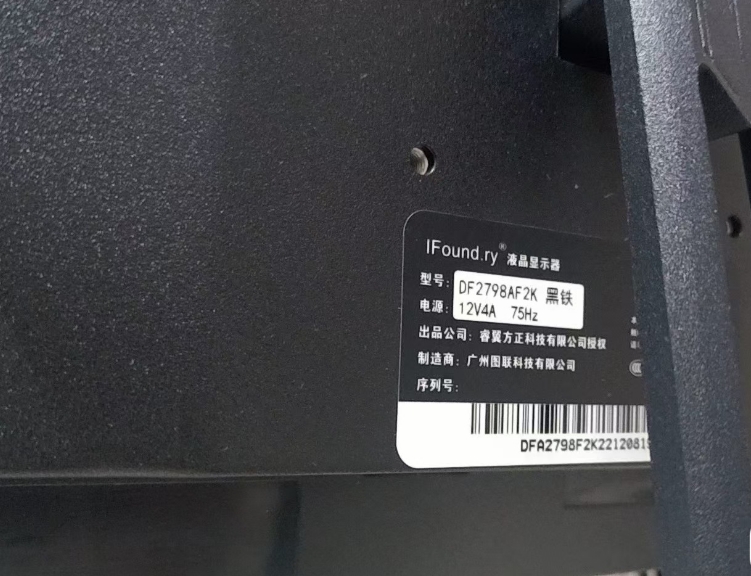 IFound.ry® 液晶显示器
型号: DF2798AF2K 黑铁
电源: 12V4A 75Hz
出品公司: 睿翼方正科技有限公司授权
制造商: 广州图联科技有限公司
序列号:
DFA2798F2K2212081